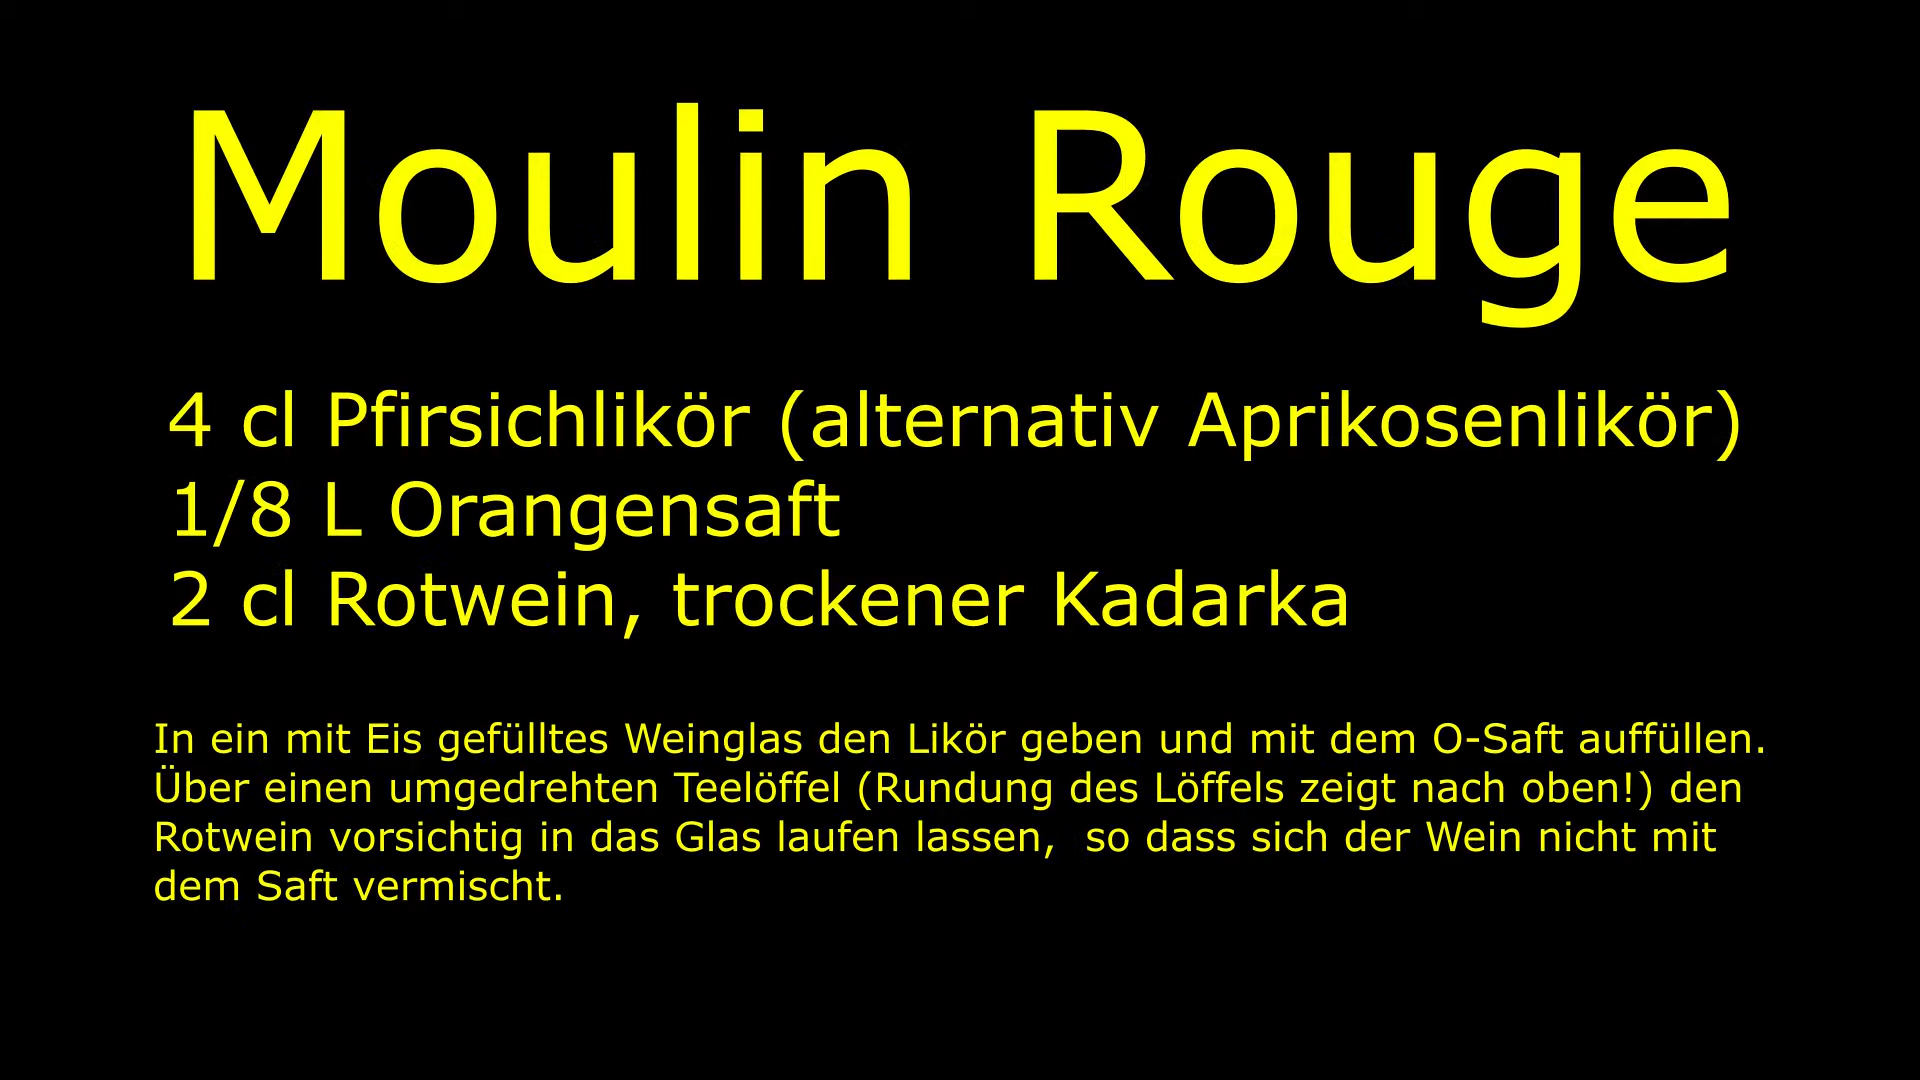 Moulin Rouge
4 cl Pfirsichlikör (alternativ Aprikosenlikör)
1/8 L Orangensaft
2 cl Rotwein, trockener Kadarka
In ein mit Eis gefülltes Weinglas den Likör geben und mit dem O-Saft auffüllen.
Über einen umgedrehten Teelöffel (Rundung des Löffels zeigt nach oben!) den
Rotwein vorsichtig in das Glas laufen lassen,  so dass sich der Wein nicht mit
dem Saft vermischt.